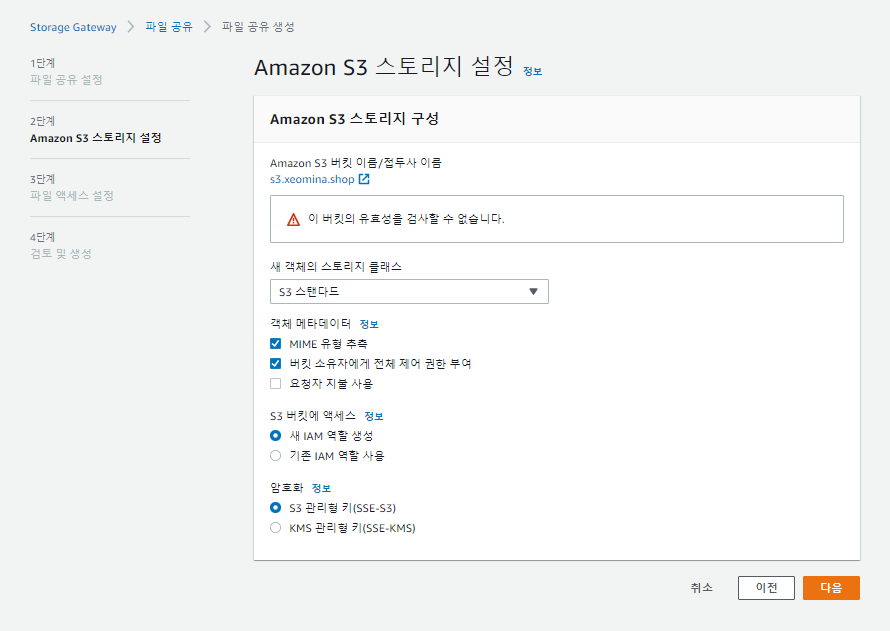 Storage Gateway > 파일 공유 > 파일 공유 생성
1단계
파일 공유 설정
2단계
Amazon S3 스토리지 설정
3단계
파일 액세스 설정
4단계
검토 및 생성
Amazon S3 스토리지 설정 정보
Amazon S3 스토리지 구성
Amazon S3 버킷 이름/접두사 이름
s3.xeomina.shop
이 버킷의 유효성을 검사할 수 없습니다.
새 객체의 스토리지 클래스
S3 스탠다드
객체 메타데이터 정보
MIME 유형 추측
버킷 소유자에게 전체 제어 권한 부여
요청자 지불 사용
S3 버킷에 액세스 정보
새 IAM 역할 생성
기존 IAM 역할 사용
암호화 정보
S3 관리형 키(SSE-S3)
KMS 관리형 키(SSE-KMS)
취소 이전 다음